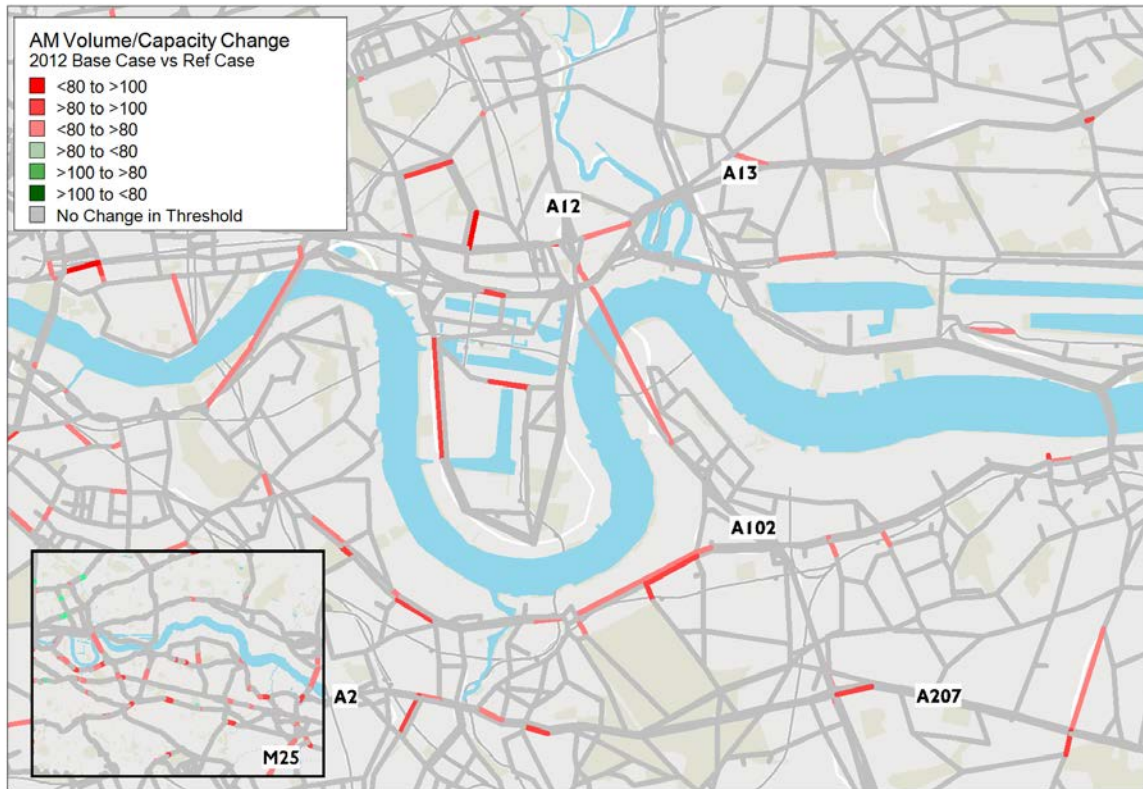 AM Volume/Capacity Change
2012 Base Case vs Ref Case
<80 to >100
>80 to >100
<80 to >80
>80 to <80
>100 to >80
>100 to <80
No Change in Threshold
A13
A12
A102
A2
A207
M25